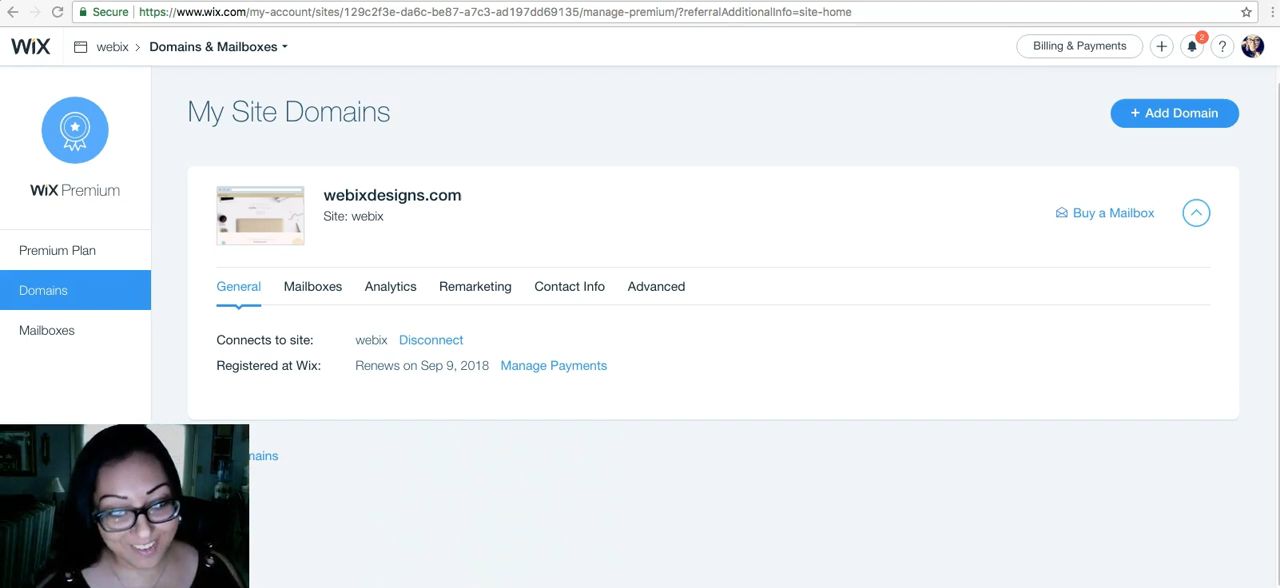 Secure https://www.wix.com/my-account/sites/129c2f3e-da6c-be87-a7c3-ad197dd69135/manage-premium/?referralAdditionalInfo=site-home
WiX webix > Domains & Mailboxes Billing & Payments + 2 ?
My Site Domains
+ Add Domain
WiX Premium
webixdesigns.com
Site: webix
Buy a Mailbox
Premium Plan
Domains
Mailboxes
General Mailboxes Analytics Remarketing Contact Info Advanced
Connects to site: webix Disconnect
Registered at Wix: Renews on Sep 9, 2018 Manage Payments